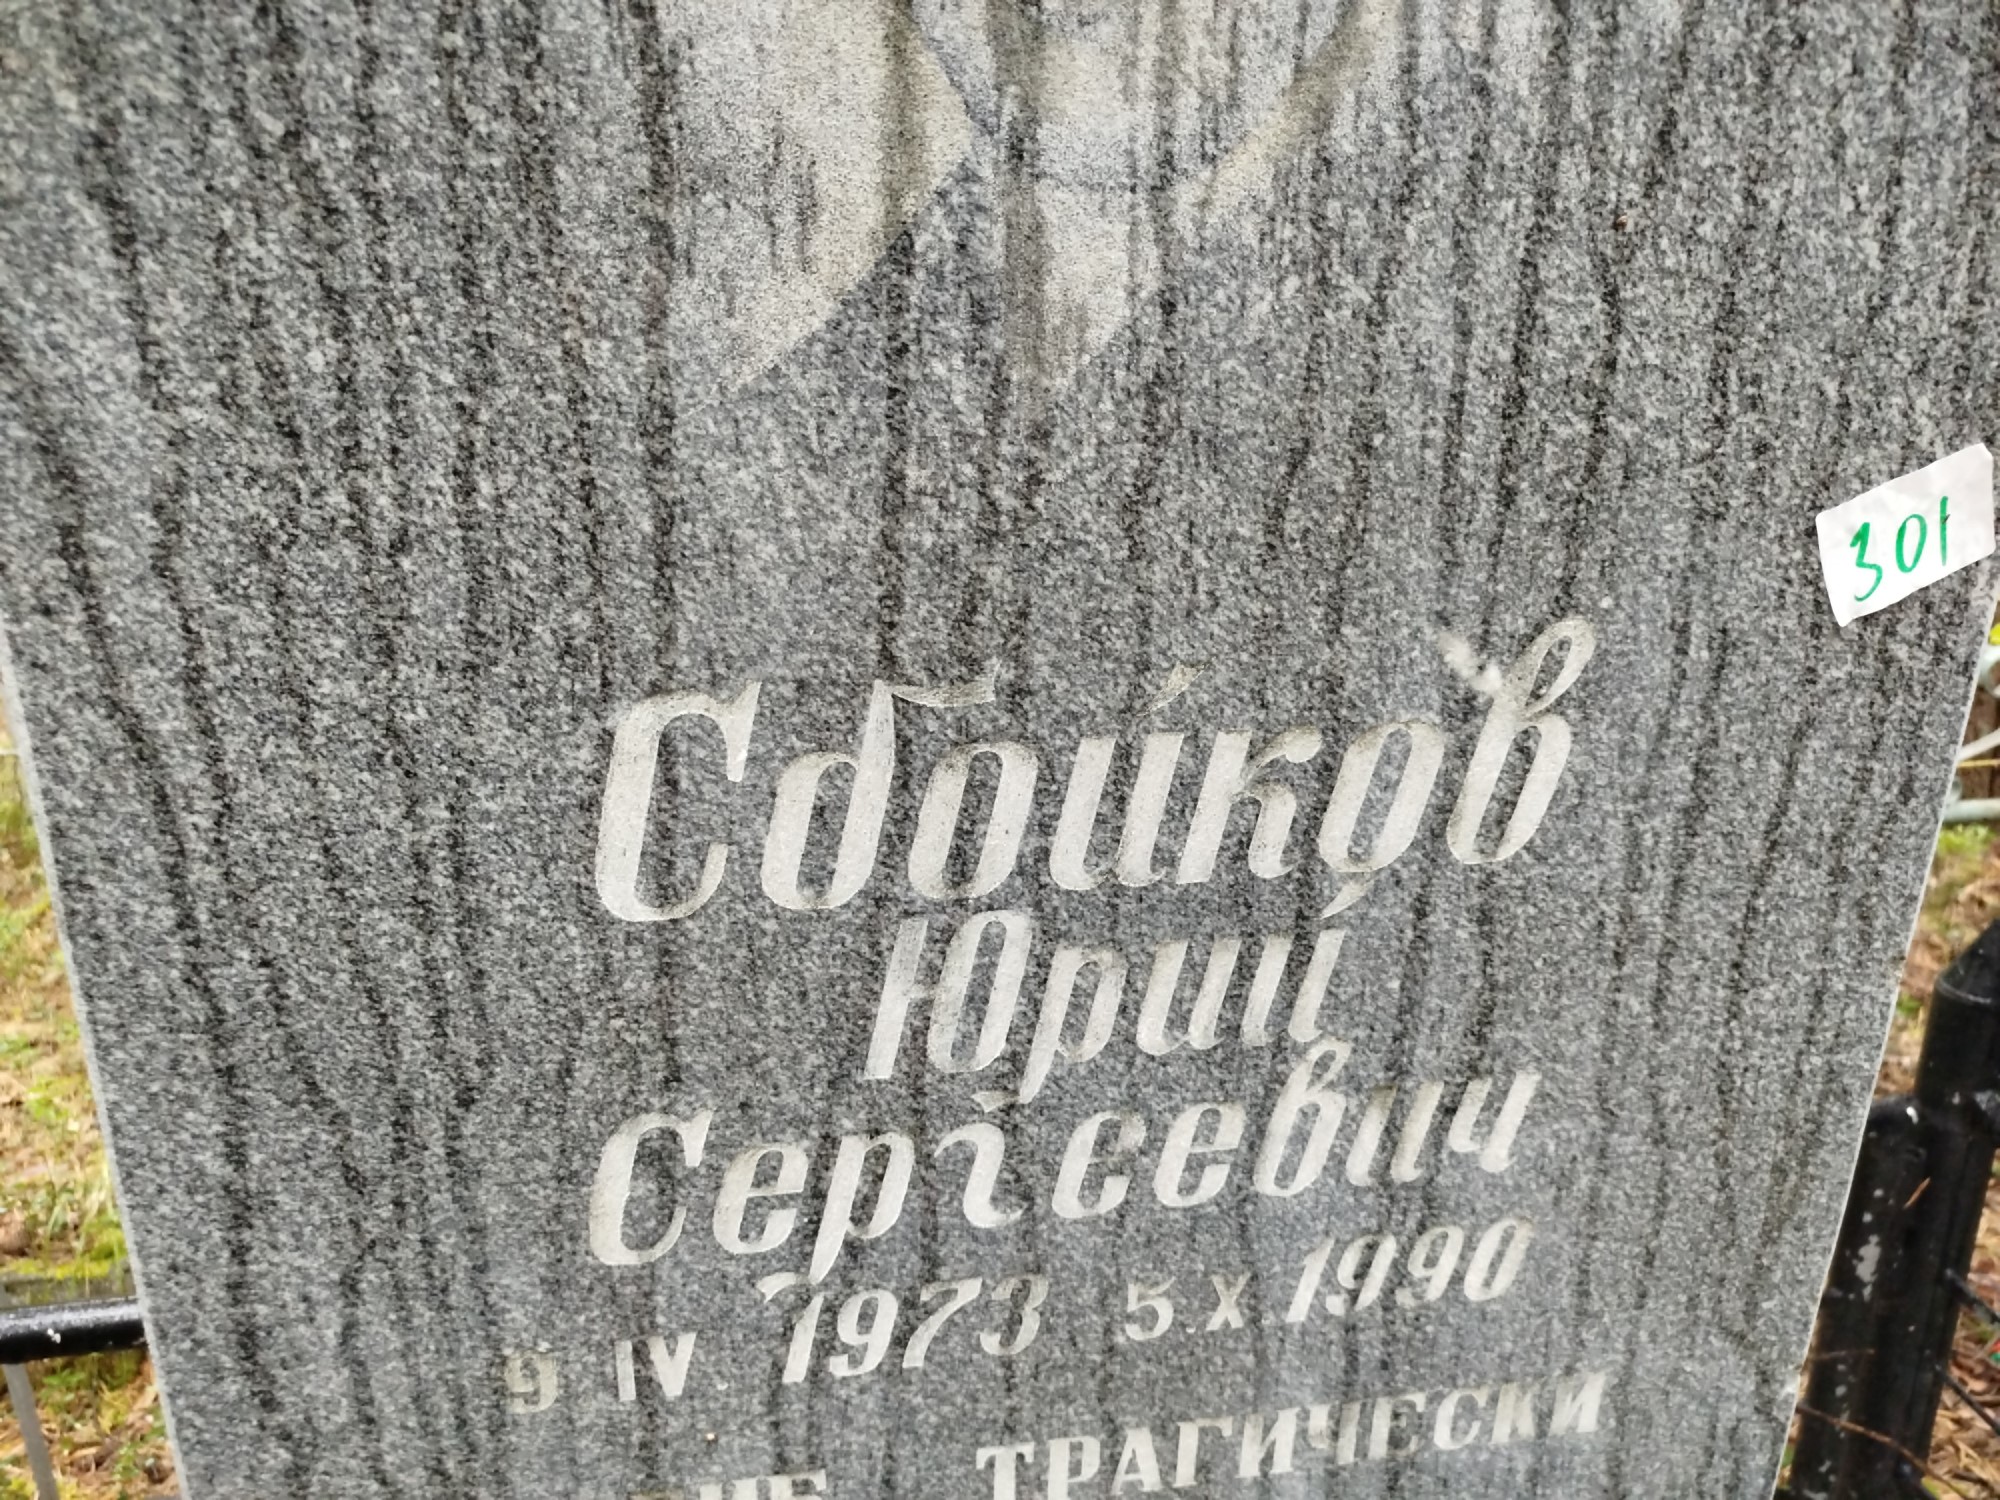 301
Сбойков
Юрий
Сергеевич
9 IV. 1973 5.X.1990
ТРАГИЧЕСКИ